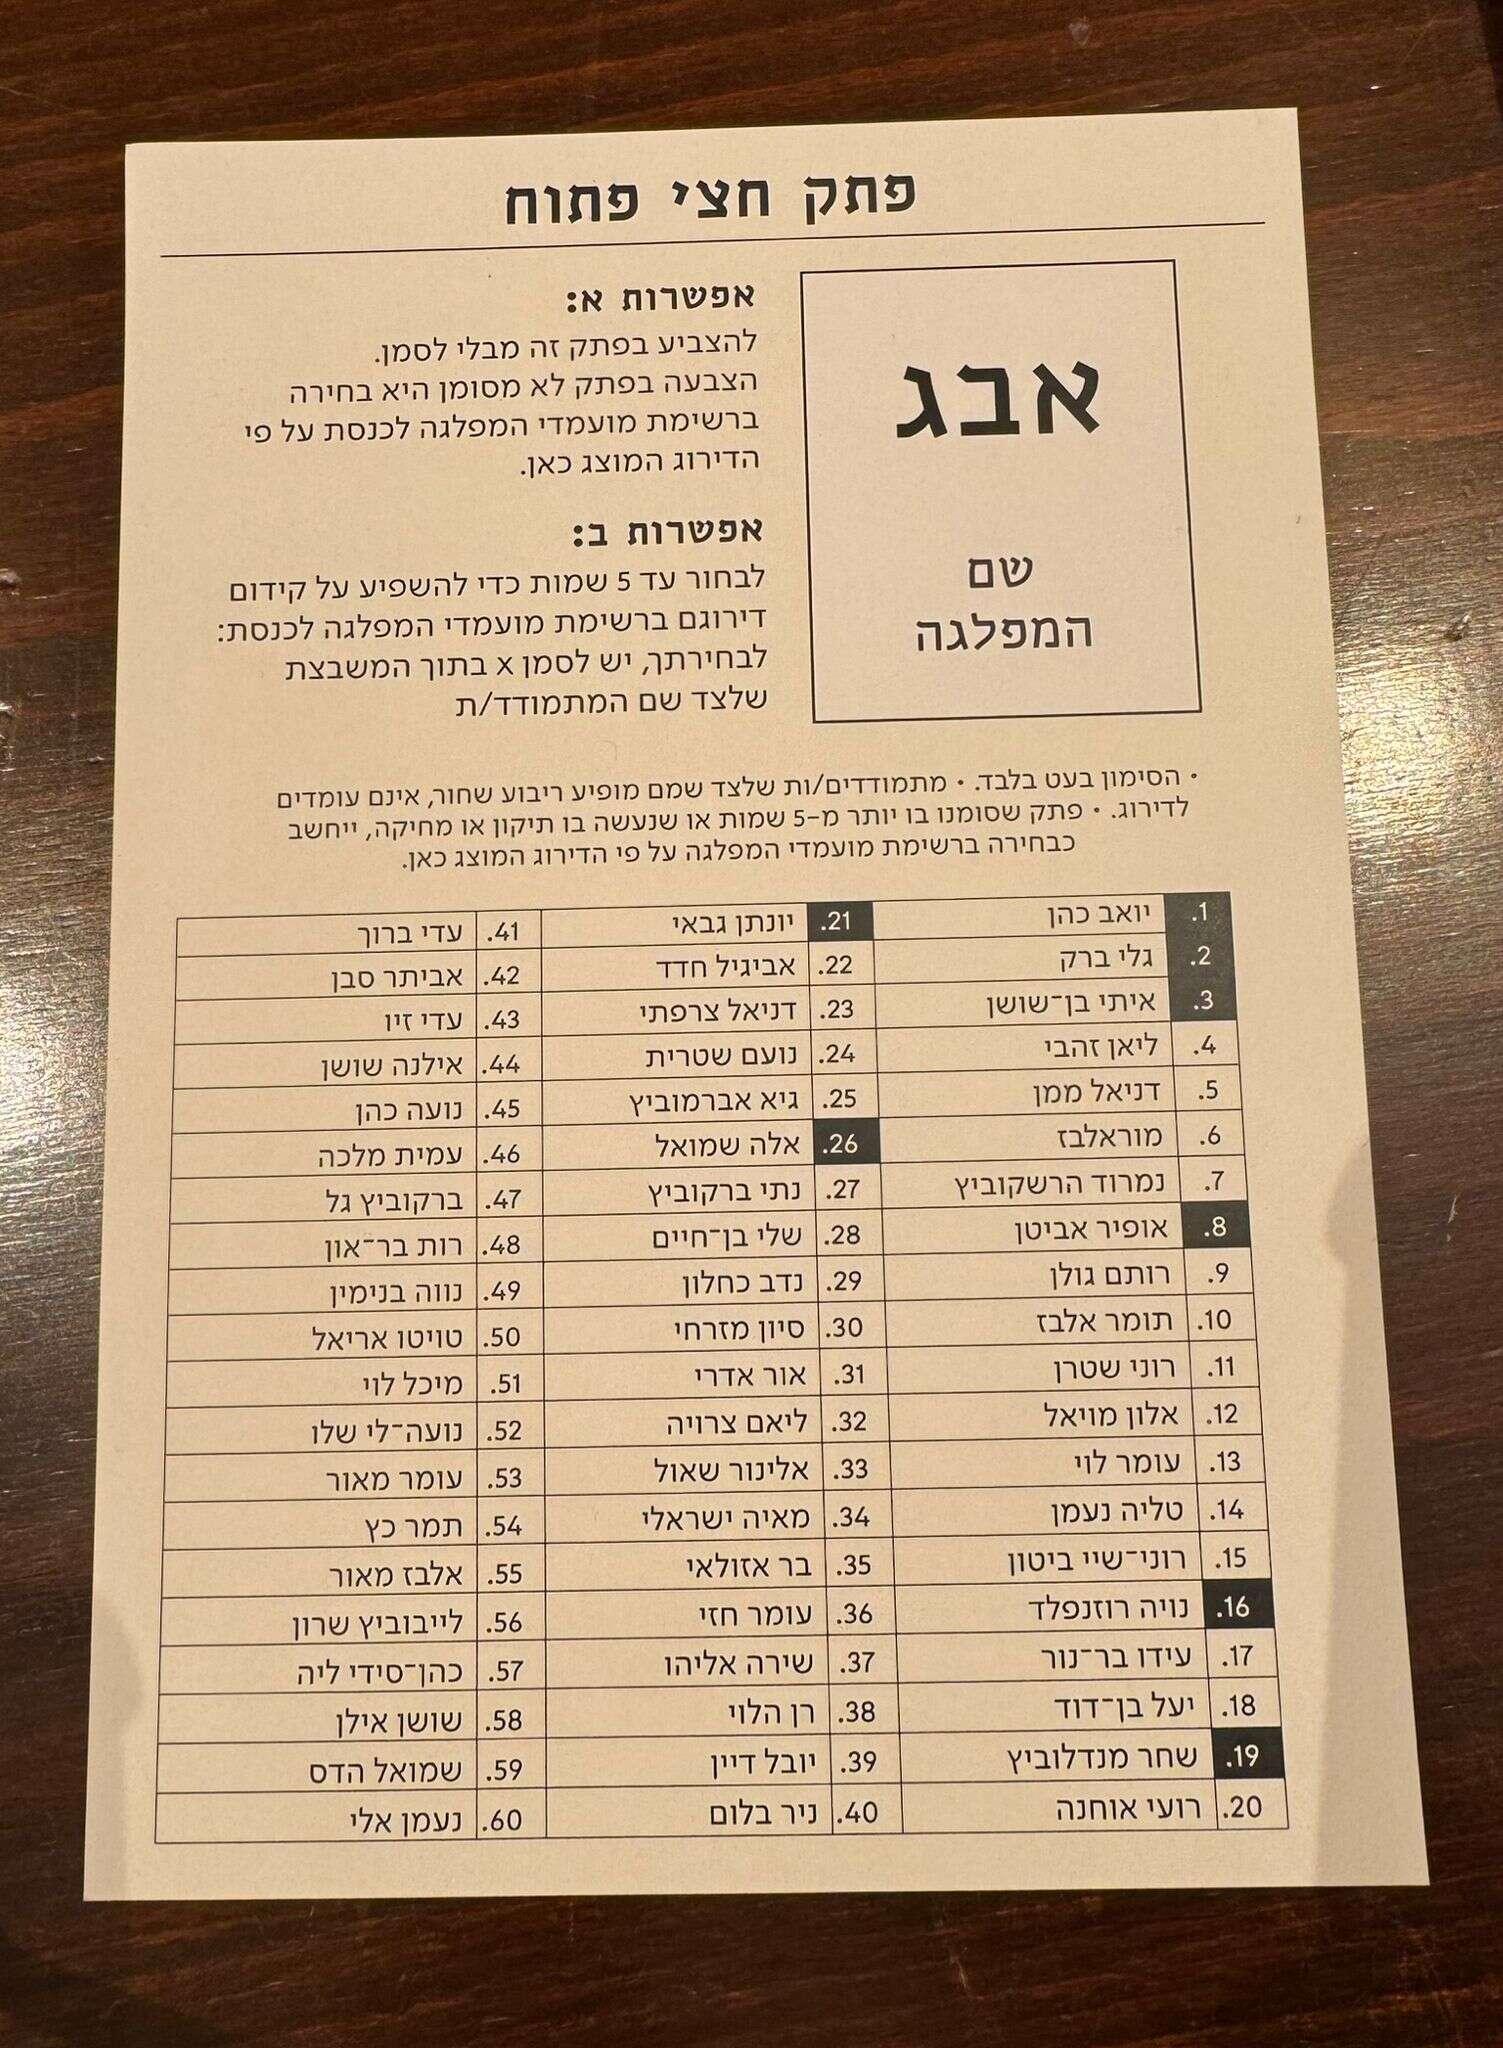 פתק חצי פתוח
אבג
שם
המפלגה
אפשרות א:
להצביע בפתק זה מבלי לסמן.
הצבעה בפתק לא מסומן היא בחירה
ברשימת מועמדי המפלגה לכנסת על פי
הדירוג המוצג כאן.
אפשרות ב:
לבחור עד 5 שמות כדי להשפיע על קידום
דירוגם ברשימת מועמדי המפלגה לכנסת:
לבחירתך, יש לסמן x בתוך המשבצת
שלצד שם המתמודד/ת
• הסימון בעט בלבד. • מתמודדים/ות שלצד שמם מופיע ריבוע שחור, אינם עומדים
לדירוג. • פתק שסומנו בו יותר מ-5 שמות או שנעשה בו תיקון או מחיקה, ייחשב
כבחירה ברשימת מועמדי המפלגה על פי הדירוג המוצג כאן.
1. יואב כהן
2. גלי ברק
3. איתי בן־שושן
4. ליאן זהבי
5. דניאל ממן
6. מוראלבז
7. נמרוד הרשקוביץ
8. אופיר אביטן
9. רותם גולן
10. תומר אלבז
11. רוני שטרן
12. אלון מויאל
13. עומר לוי
14. טליה נעמן
15. רוני־שיי ביטון
16. נויה רוזנפלד
17. עידו בר־נור
18. יעל בן־דוד
19. שחר מנדלוביץ
20. רועי אוחנה
21. יונתן גבאי
22. אביגיל חדד
23. דניאל צרפתי
24. נועם שטרית
25. גיא אברמוביץ
26. אלה שמואל
27. נתי ברקוביץ
28. שלי בן־חיים
29. נדב כחלון
30. סיון מזרחי
31. אור אדרי
32. ליאם צרויה
33. אלינור שאול
34. מאיה ישראלי
35. בר אזולאי
36. עומר חזי
37. שירה אליהו
38. רן הלוי
39. יובל דיין
40. ניר בלום
41. עדי ברוך
42. אביתר סבן
43. עדי זיו
44. אילנה שושן
45. נועה כהן
46. עמית מלכה
47. ברקוביץ גל
48. רות בר־און
49. נווה בנימין
50. טויטו אריאל
51. מיכל לוי
52. נועה־לי שלו
53. עומר מאור
54. תמר כץ
55. אלבז מאור
56. לייבוביץ שרון
57. כהן־סידי ליה
58. שושן אילן
59. שמואל הדס
60. נעמן אלי